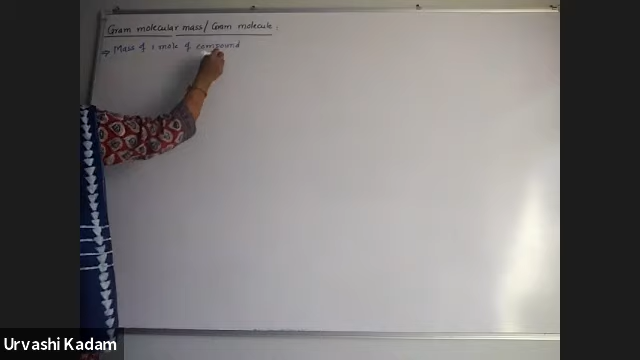 Gram molecular mass/ Gram molecule :
⇒ Mass of 1 mole of compound
Urvashi Kadam